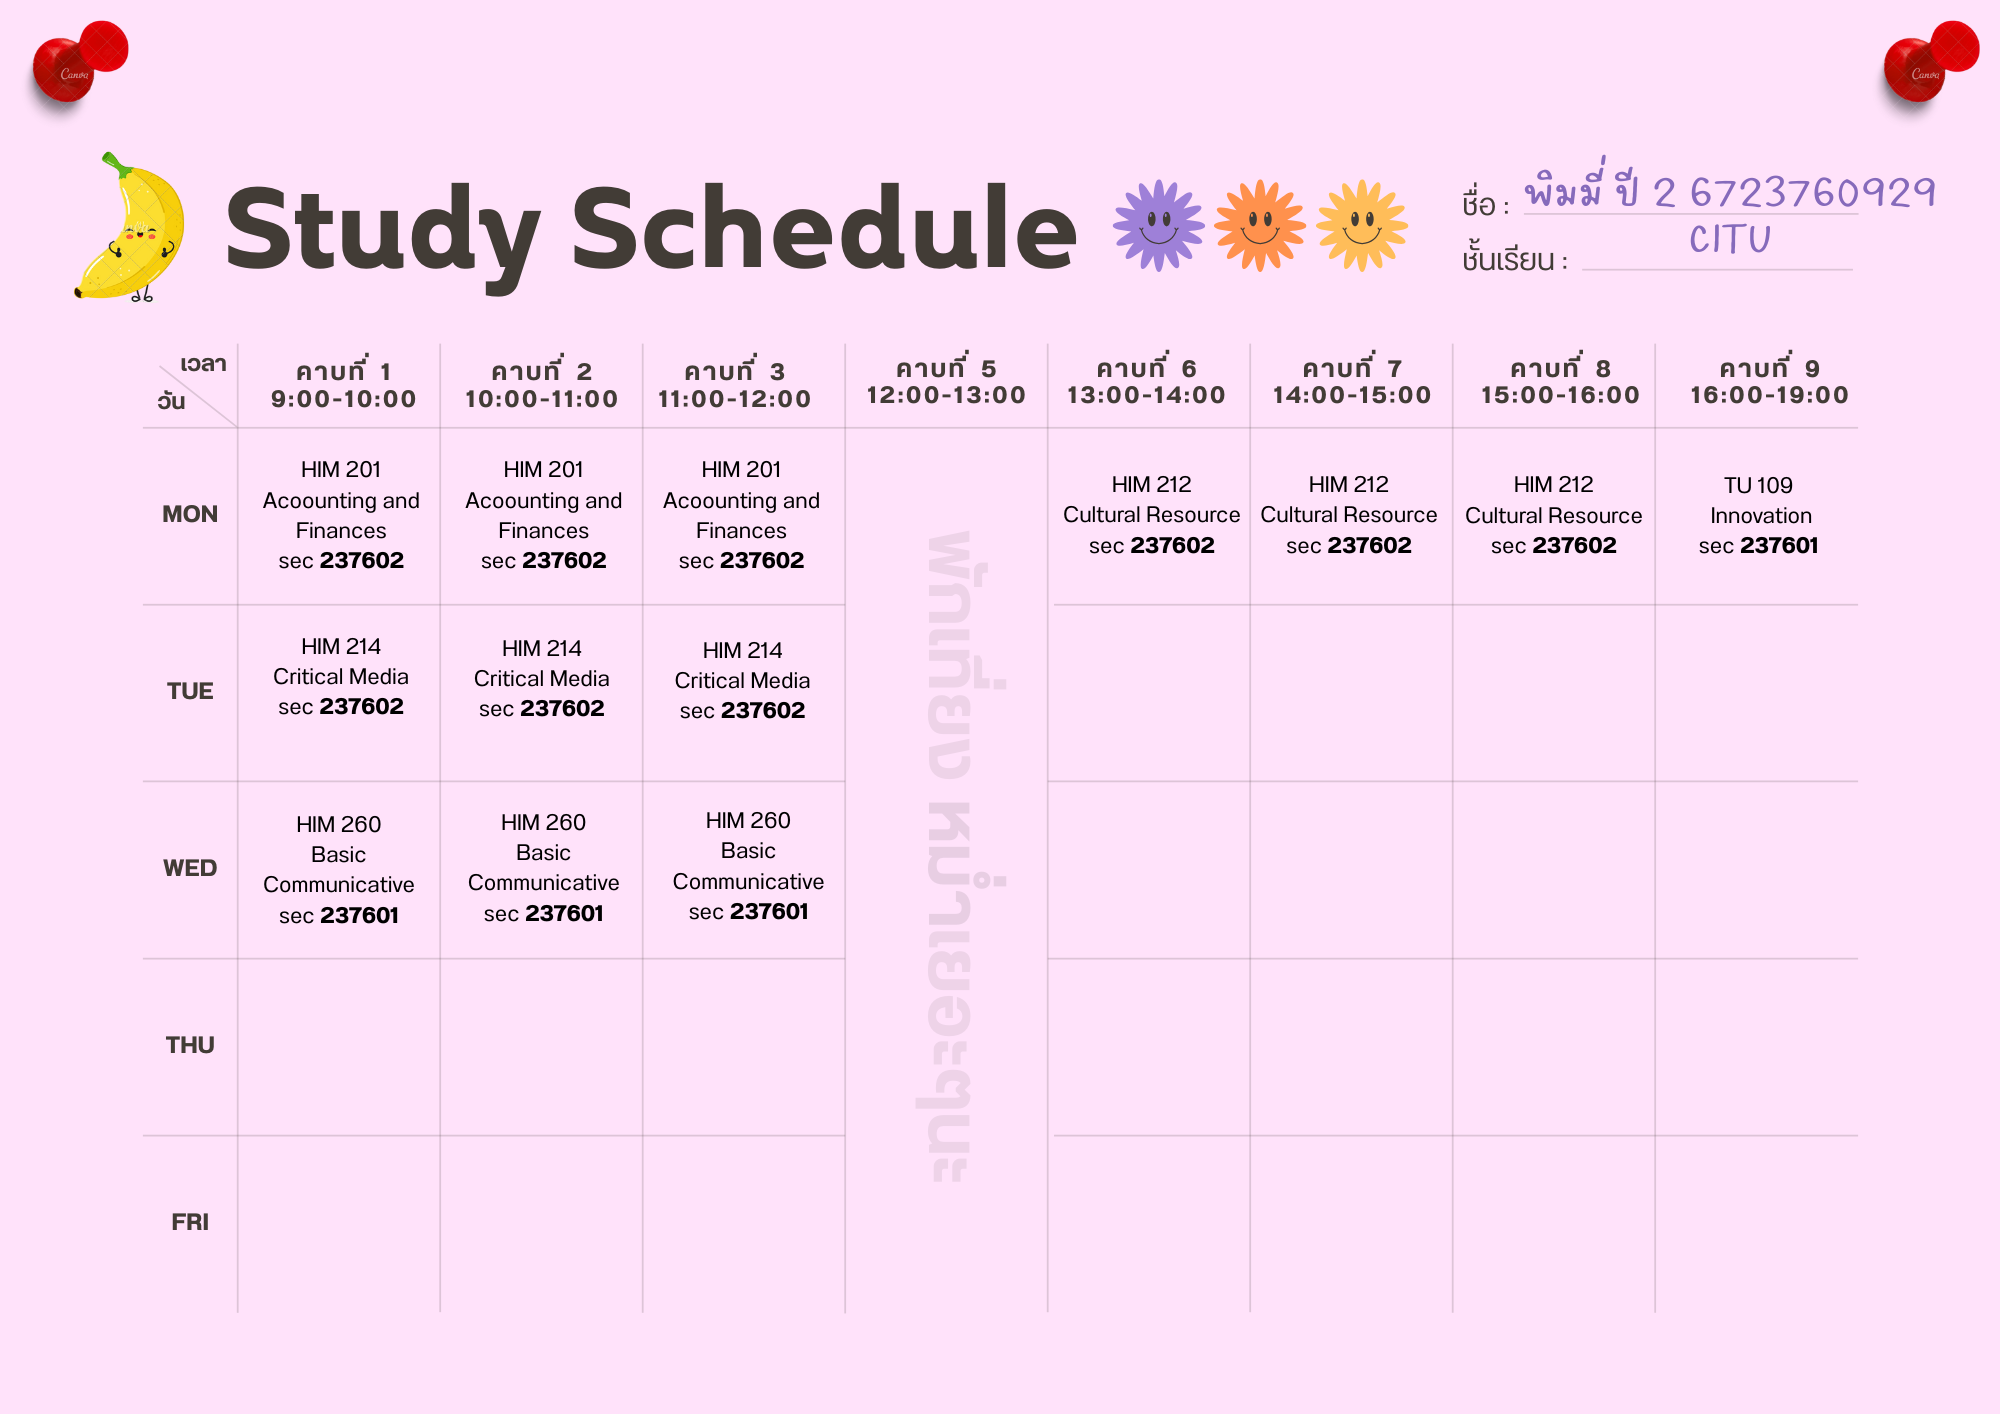 Canva
Canva
Study Schedule
ชื่อ : พิมมี่ ปี 2 6723760929
ชั้นเรียน : CITU
เวลา
วัน
คาบที่ 1
9:00-10:00
คาบที่ 2
10:00-11:00
คาบที่ 3
11:00-12:00
คาบที่ 5
12:00-13:00
คาบที่ 6
13:00-14:00
คาบที่ 7
14:00-15:00
คาบที่ 8
15:00-16:00
คาบที่ 9
16:00-19:00
MON
HIM 201
Acoounting and
Finances
sec 237602
HIM 201
Acoounting and
Finances
sec 237602
HIM 201
Acoounting and
Finances
sec 237602
HIM 212
Cultural Resource
sec 237602
HIM 212
Cultural Resource
sec 237602
HIM 212
Cultural Resource
sec 237602
TU 109
Innovation
sec 237601
พักเที่ยง หม่ำเยอะๆนะ
TUE
HIM 214
Critical Media
sec 237602
HIM 214
Critical Media
sec 237602
HIM 214
Critical Media
sec 237602
WED
HIM 260
Basic
Communicative
sec 237601
HIM 260
Basic
Communicative
sec 237601
HIM 260
Basic
Communicative
sec 237601
THU
FRI